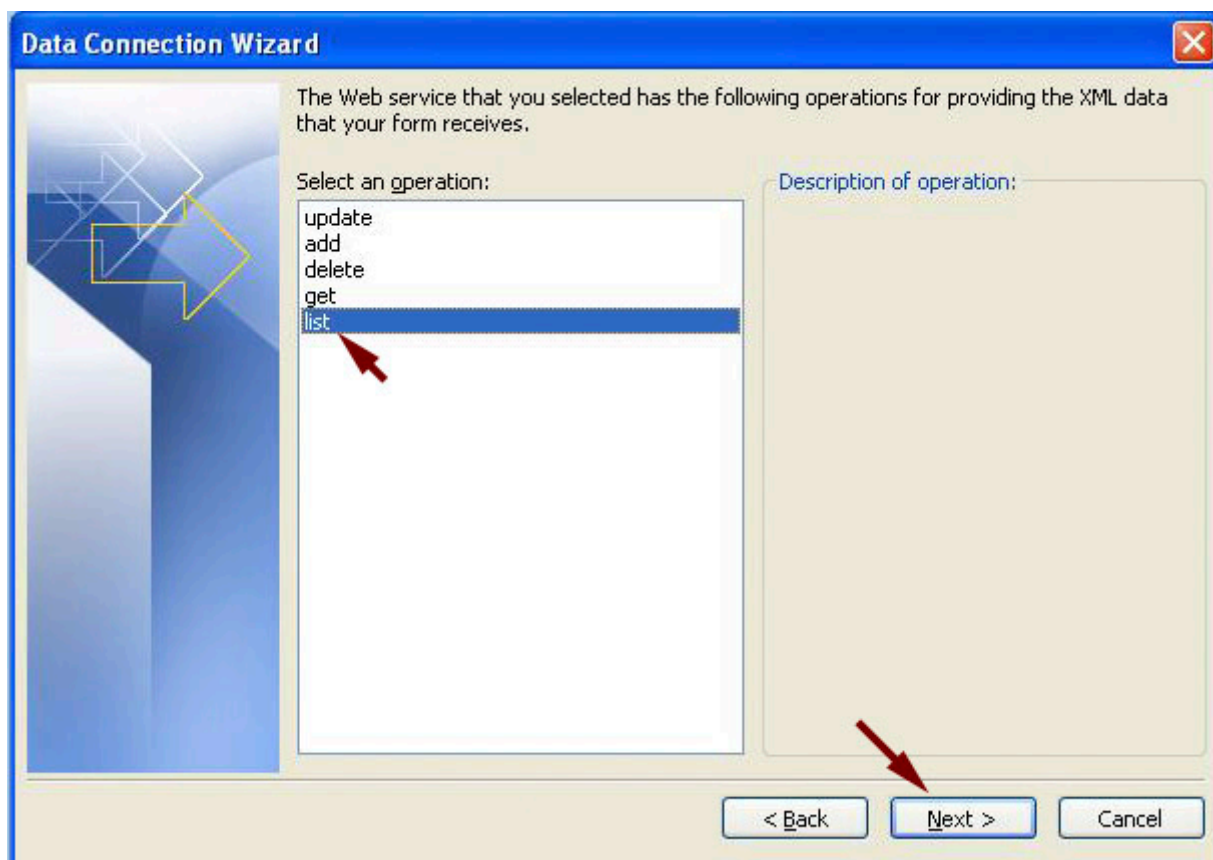 Data Connection Wizard
The Web service that you selected has the following operations for providing the XML data
that your form receives.
Select an operation:
update
add
delete
get
list
Description of operation:
< Back
Next >
Cancel